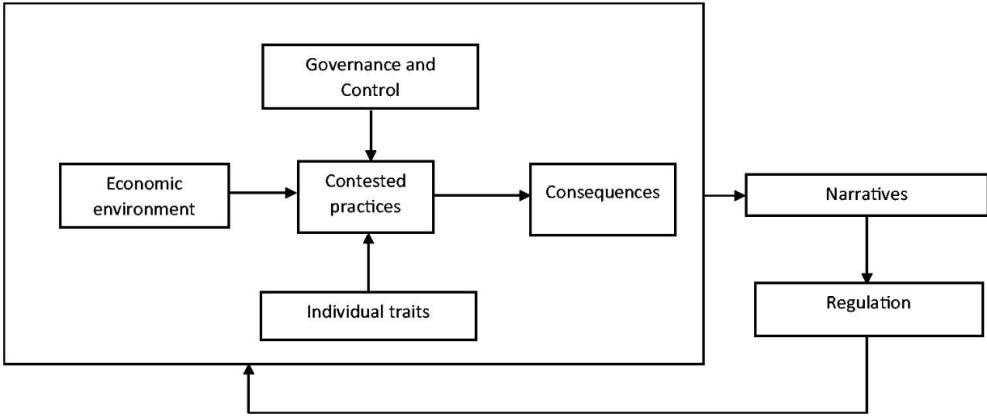 Governance and
Control
Economic
environment
Contested
practices
Consequences
Narratives
Individual traits
Regulation